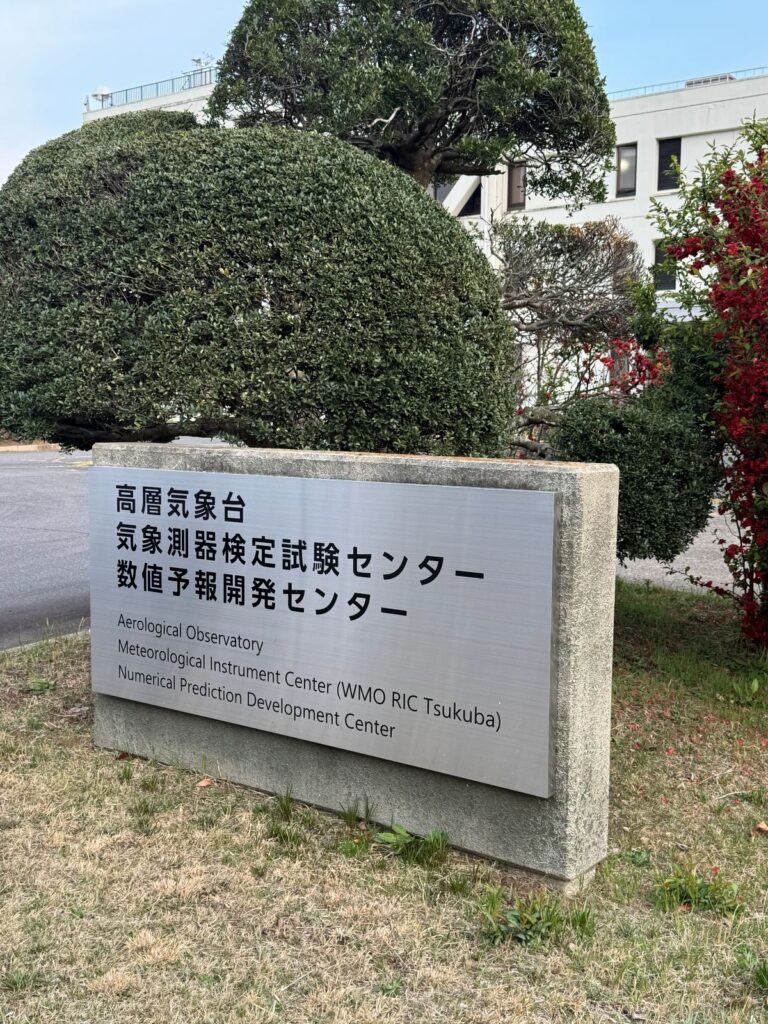 高層気象台
気象測器検定試験センター
数値予報開発センター
Aerological Observatory
Meteorological Instrument Center (WMO RIC Tsukuba)
Numerical Prediction Development Center